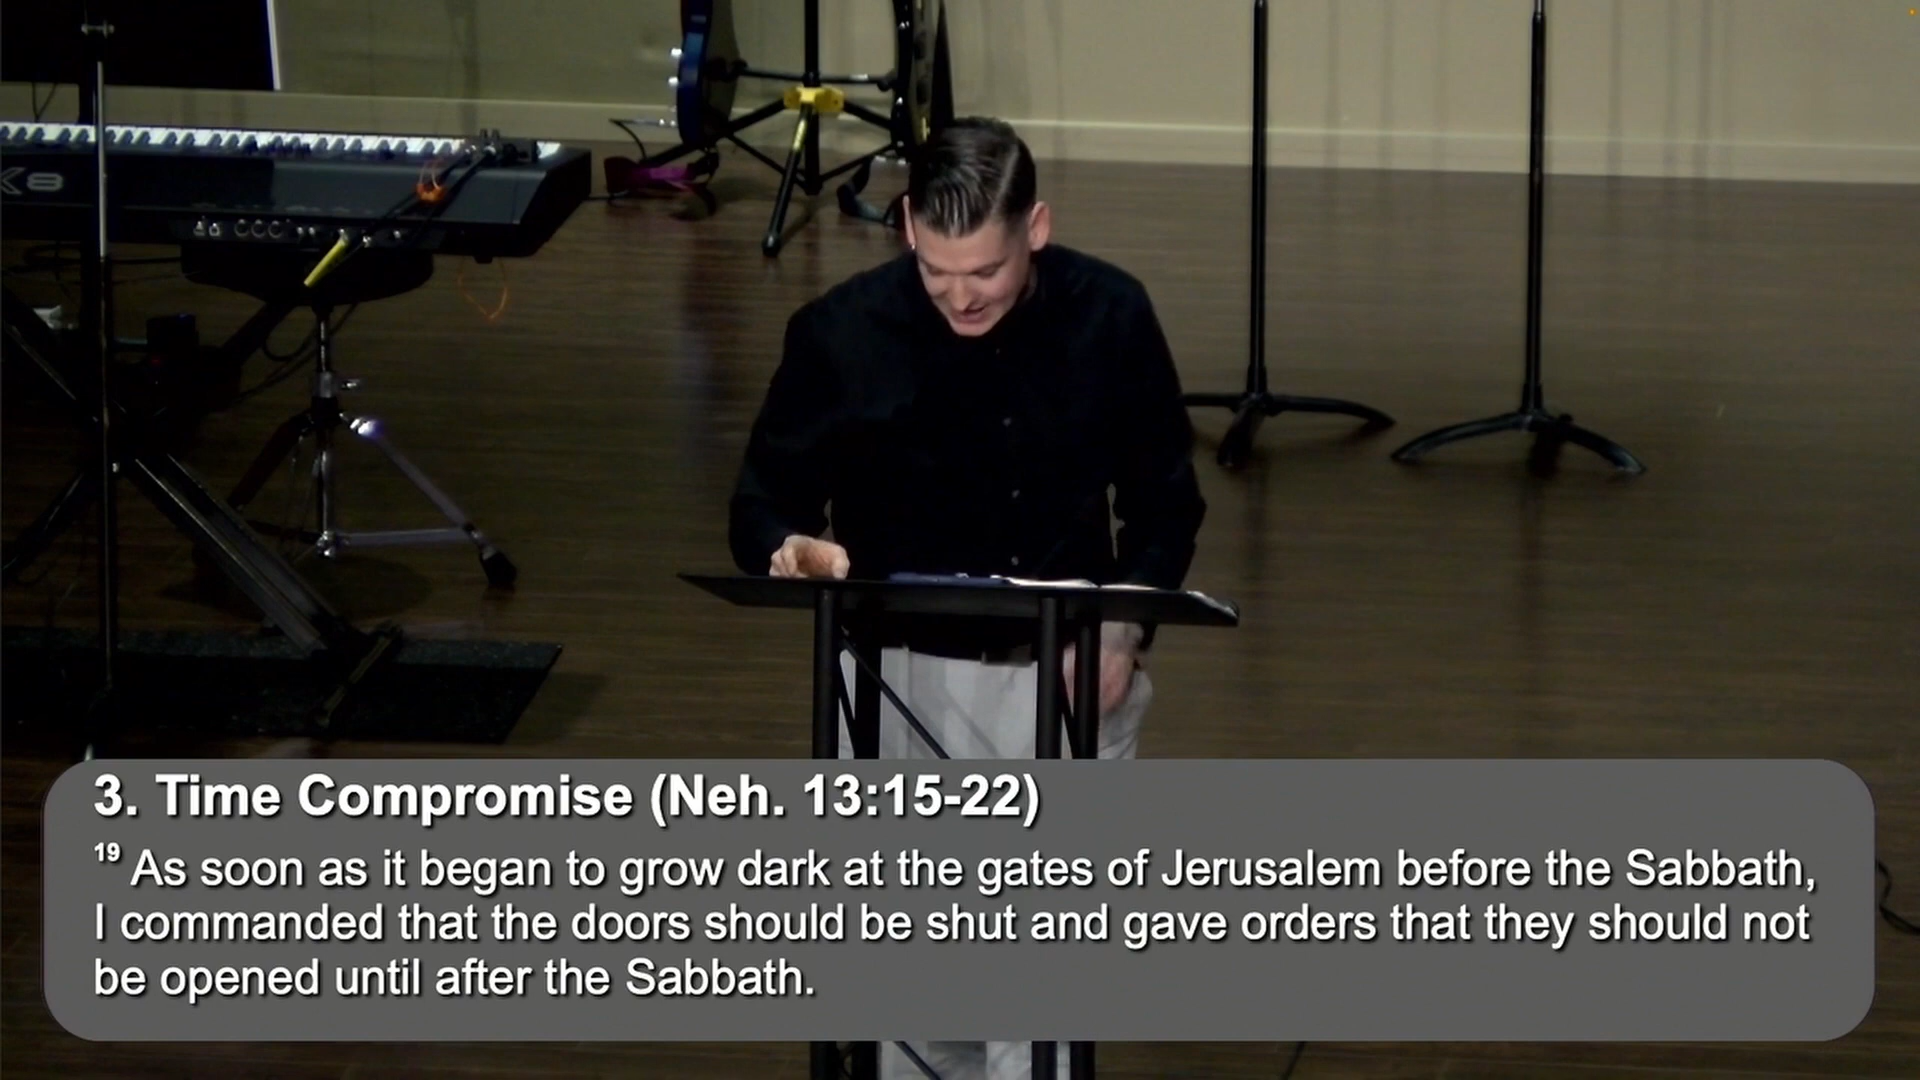 X8
3. Time Compromise (Neh. 13:15-22)
19 As soon as it began to grow dark at the gates of Jerusalem before the Sabbath,
I commanded that the doors should be shut and gave orders that they should not
be opened until after the Sabbath.